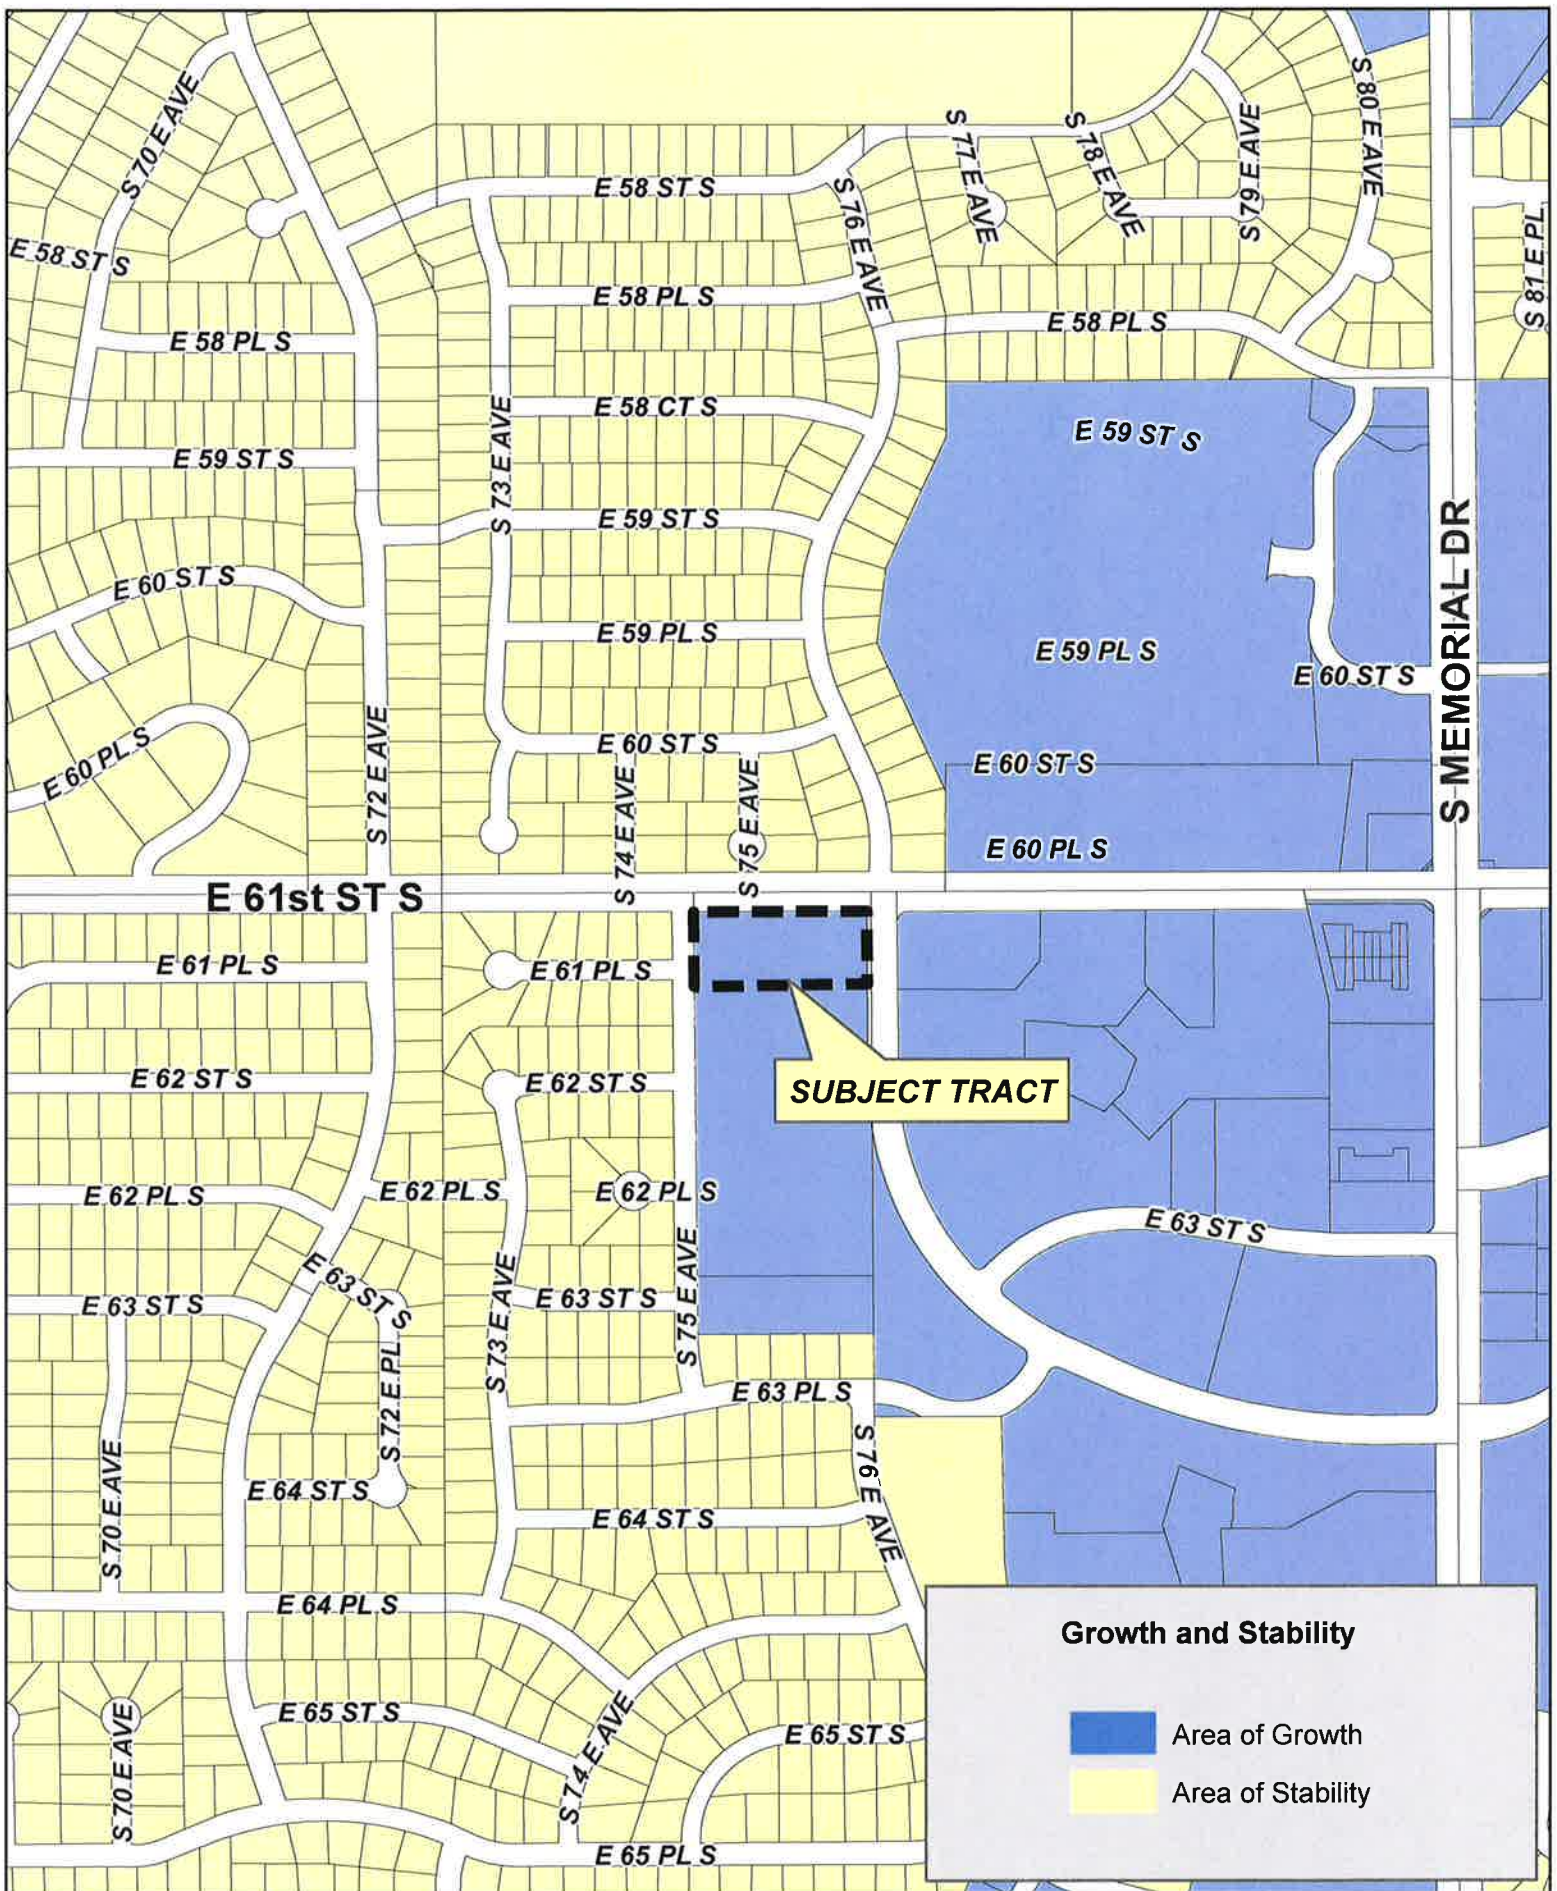 S 70 E AVE
S 77 E AVE
S 78 E AVE
S 79 E AVE
S 80 E AVE
E 58 ST S
S 76 E AVE
E 58 ST S
S 81 E PL
E 58 PL S
E 58 PL S
E 58 PL S
E 58 CT S
S 73 E AVE
E 59 ST S
E 59 ST S
E 59 ST S
E 60 ST S
E 59 PL S
E 59 PL S
E 60 ST S
S MEMORIAL DR
E 60 PL S
S 72 E AVE
E 60 ST S
S 74 E AVE
S 75 E AVE
E 60 ST S
E 60 PL S
E 61st ST S
E 61 PL S
E 61 PL S
E 62 ST S
E 62 ST S
SUBJECT TRACT
E 62 PL S
E 62 PL S
E 62 PL S
E 63 ST S
E 63 ST S
E 63 ST S
E 63 ST S
S 73 E AVE
S 75 E AVE
S 72 E PL
E 63 PL S
S 70 E AVE
S 76 E AVE
E 64 ST S
E 64 ST S
E 64 PL S
E 65 ST S
S 74 E AVE
E 65 ST S
S 70 E AVE
E 65 PL S
Growth and Stability
Area of Growth
Area of Stability